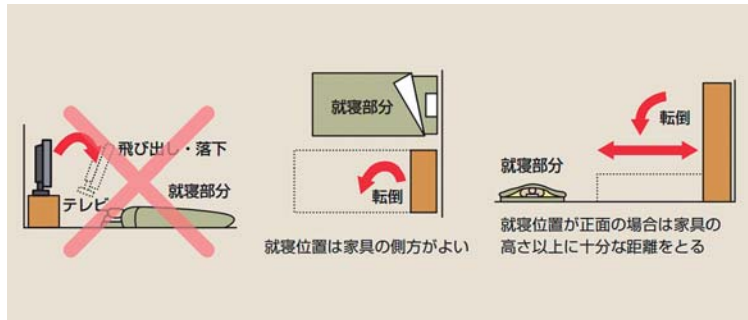 飛び出し・落下
テレビ
就寝部分
就寝部分
転倒
就寝位置は家具の側方がよい
転倒
就寝部分
就寝位置が正面の場合は家具の
高さ以上に十分な距離をとる